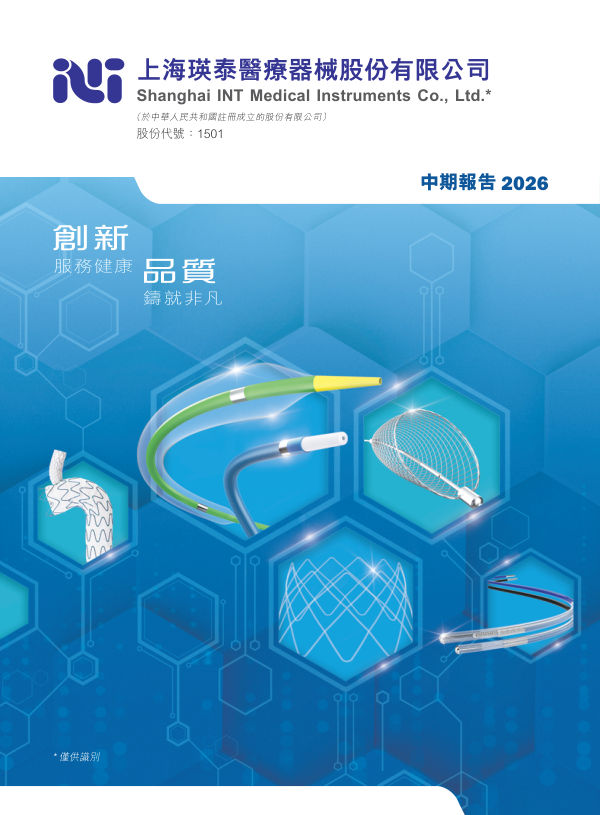 上海瑛泰醫療器械股份有限公司
Shanghai INT Medical Instruments Co., Ltd.*
（於中華人民共和國註冊成立的股份有限公司）
股份代號：1501
中期報告 2026
創新
服務健康
品質
鑄就非凡
* 僅供識別